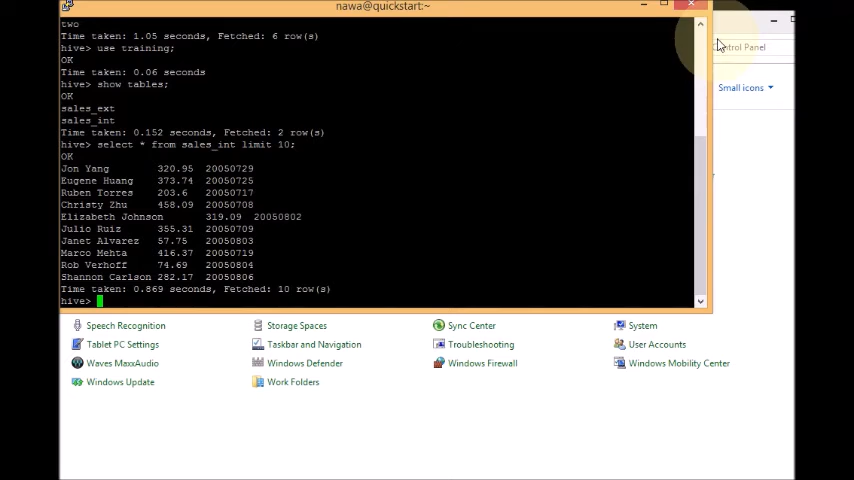 nawa@quickstart:~
two
Time taken: 1.05 seconds, Fetched: 6 row(s)
hive> use training;
OK
Time taken: 0.06 seconds
hive> show tables;
OK
sales_ext
sales_int
Time taken: 0.152 seconds, Fetched: 2 row(s)
hive> select * from sales_int limit 10;
OK
Jon Yang 320.95 20050729
Eugene Huang 373.74 20050725
Ruben Torres 203.6 20050717
Christy Zhu 458.09 20050708
Elizabeth Johnson 319.09 20050802
Julio Ruiz 355.31 20050709
Janet Alvarez 57.75 20050803
Marco Mehta 416.37 20050719
Rob Verhoff 74.69 20050804
Shannon Carlson 282.17 20050806
Time taken: 0.869 seconds, Fetched: 10 row(s)
hive>
Panel
Small icons
Speech Recognition Storage Spaces Sync Center System
Tablet PC Settings Taskbar and Navigation Troubleshooting User Accounts
Waves MaxxAudio Windows Defender Windows Firewall Windows Mobility Center
Windows Update Work Folders